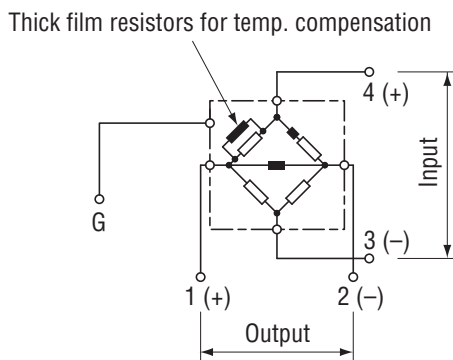 Thick film resistors for temp. compensation
4 (+)
Input
G
3 (–)
1 (+)
2 (–)
Output